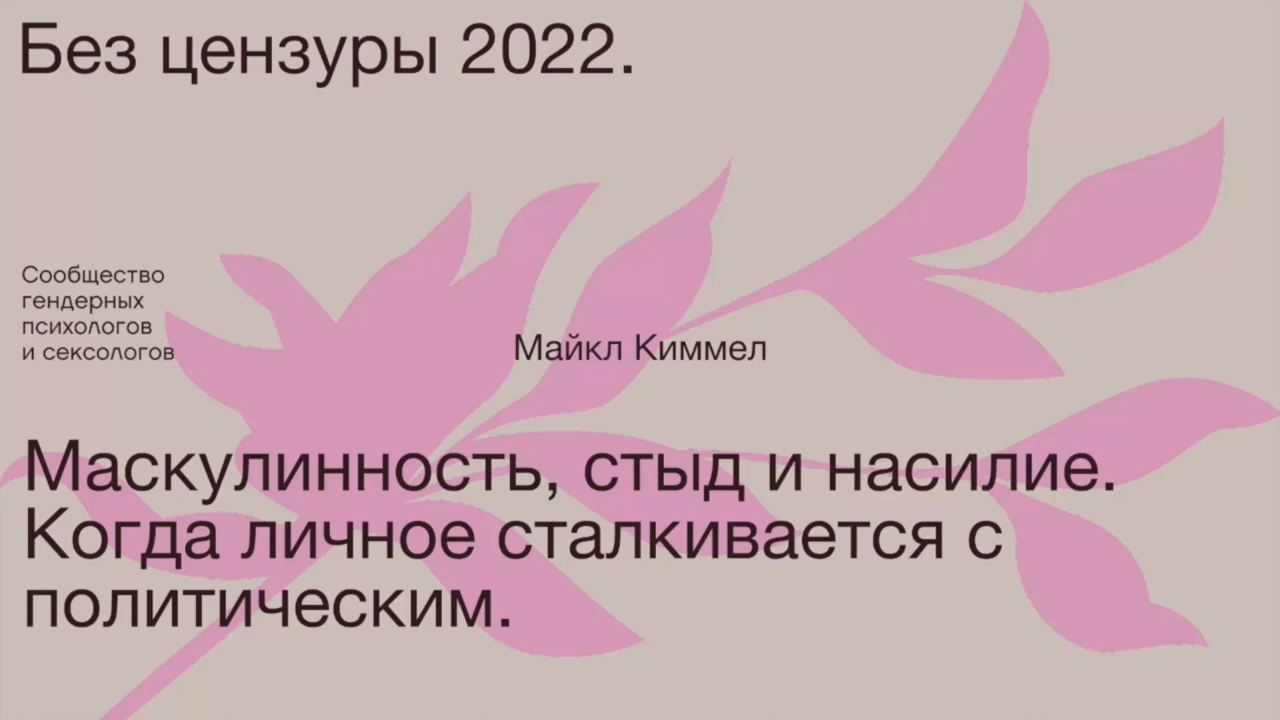 Без цензуры 2022.
Сообщество
гендерных
психологов
и сексологов
Майкл Киммел
Маскулинность, стыд и насилие.
Когда личное сталкивается с
политическим.